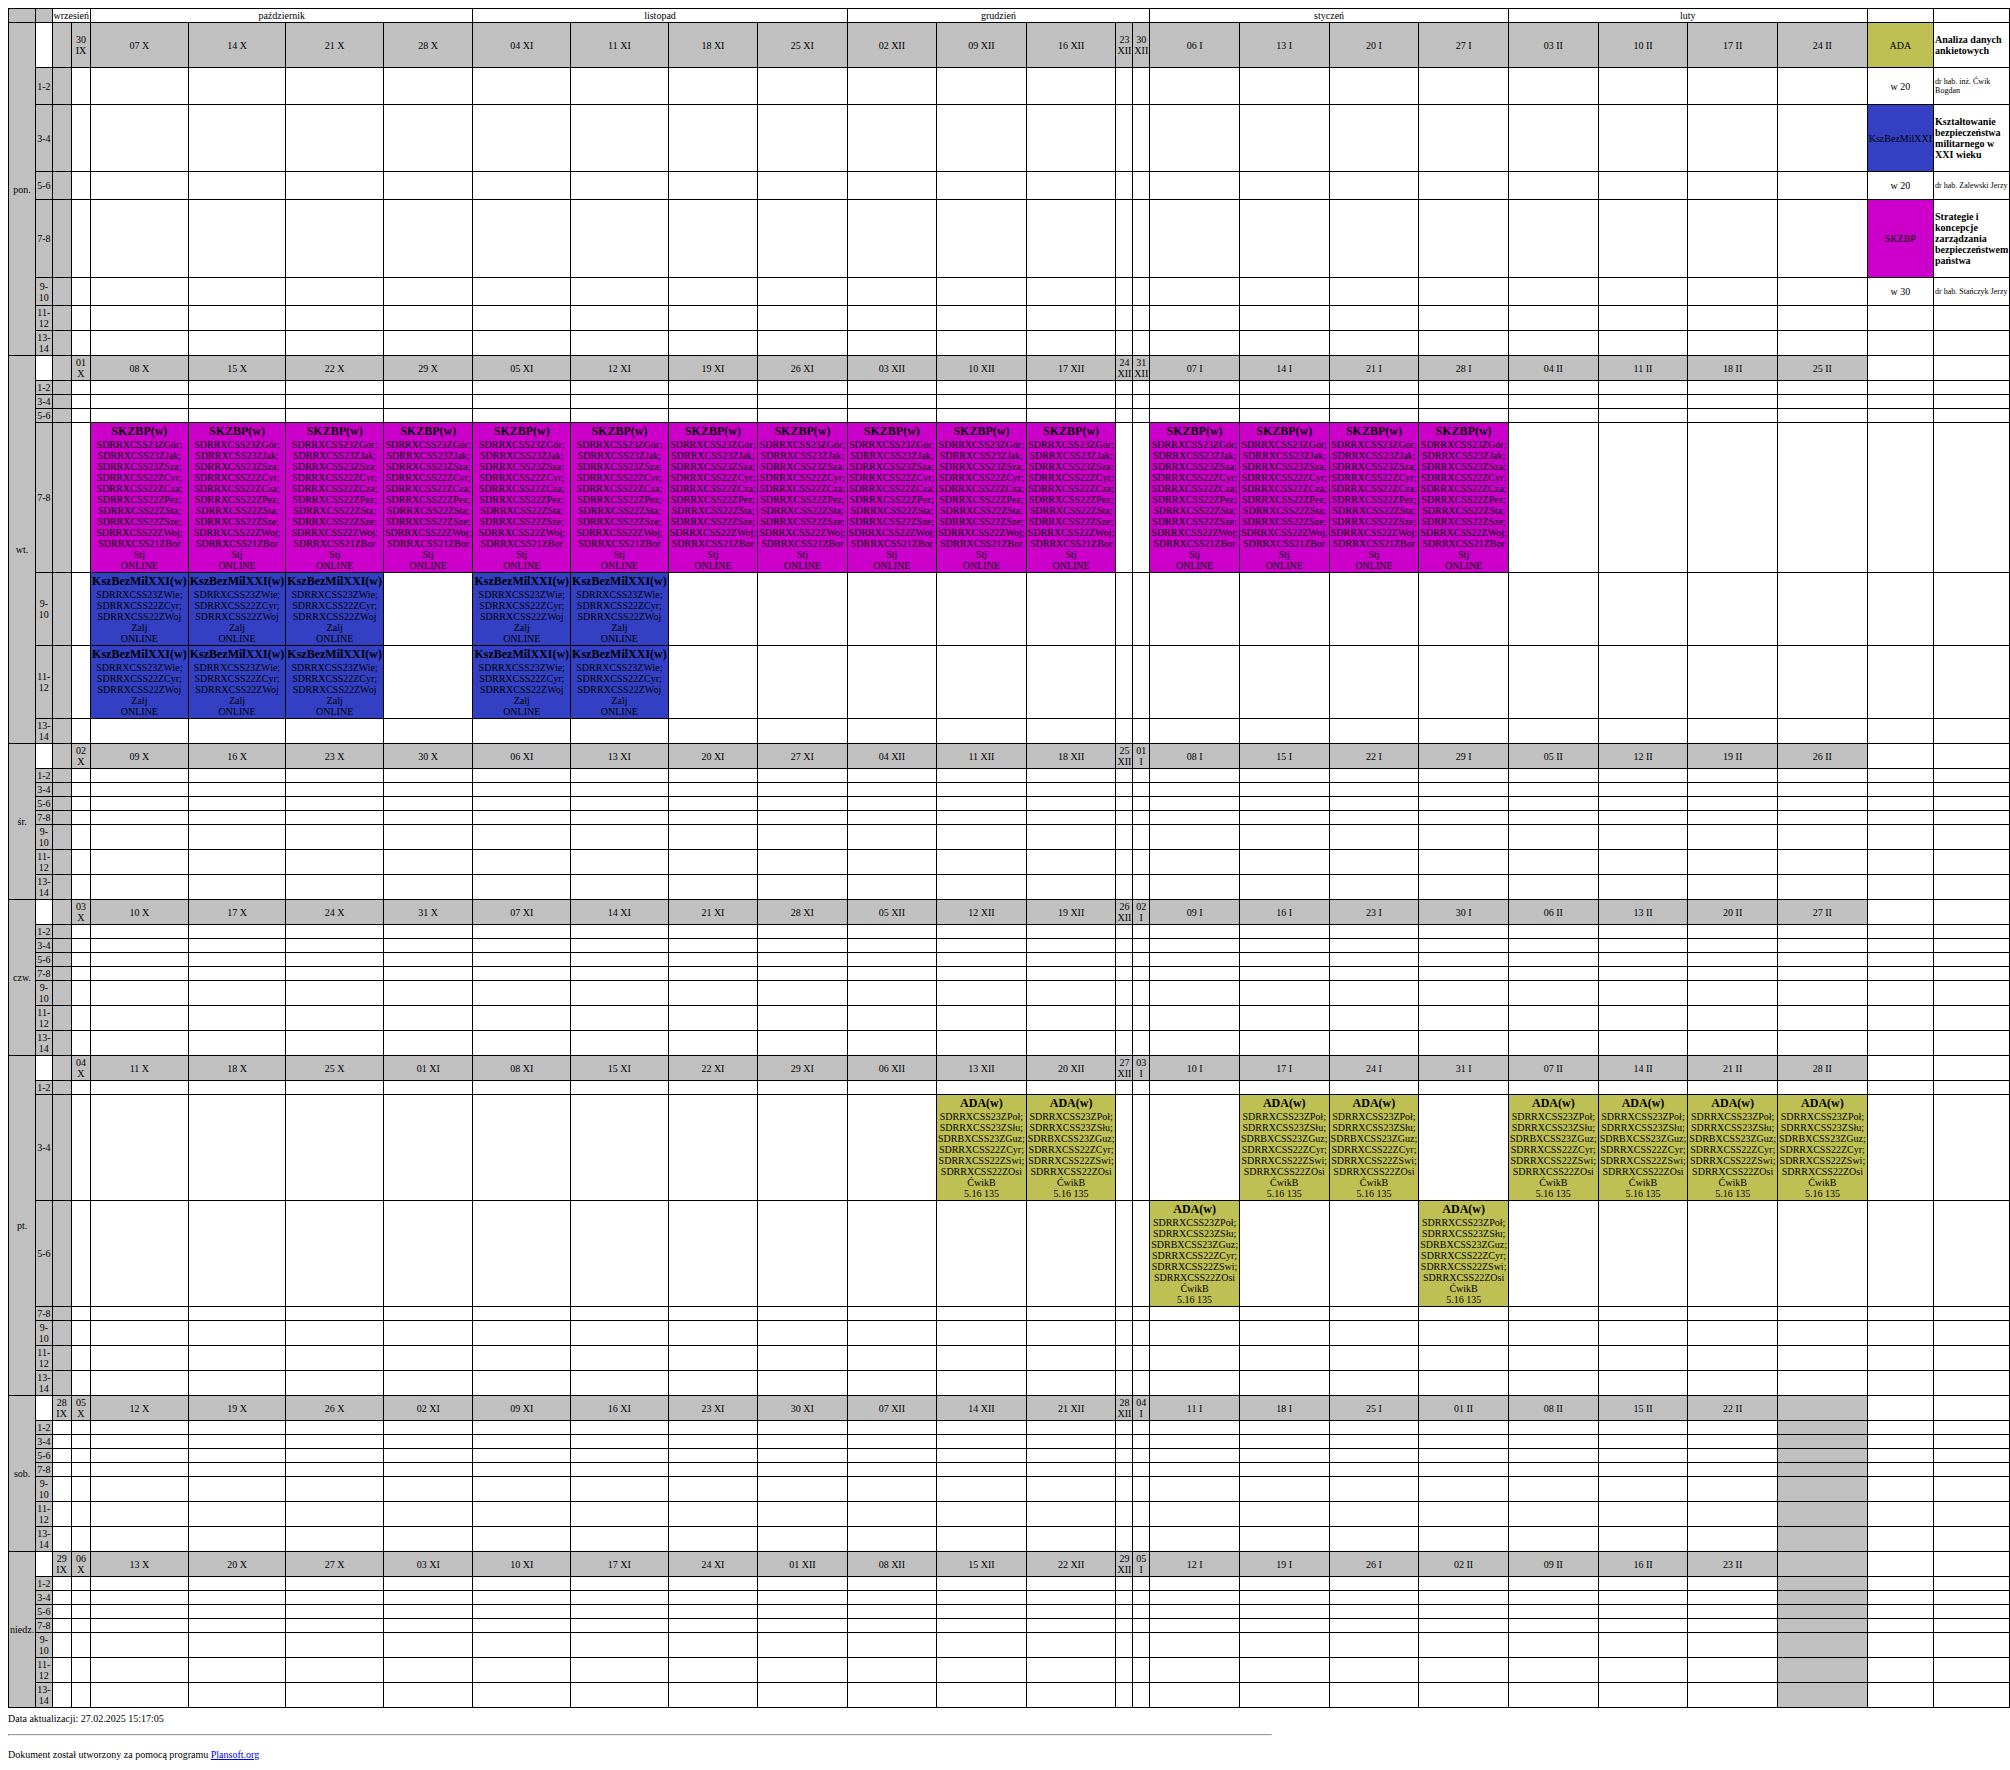 wrzesień październik listopad grudzień styczeń luty
pon. 30 IX 07 X 14 X 21 X 28 X 04 XI 11 XI 18 XI 25 XI 02 XII 09 XII 16 XII 23 XII 30 XII 06 I 13 I 20 I 27 I 03 II 10 II 17 II 24 II ADA Analiza danych ankietowych
1-2 w 20 dr hab. inż. Ćwik Bogdan
3-4 KszBezMilXXI Kształtowanie bezpieczeństwa militarnego w XXI wieku
5-6 w 20 dr hab. Zalewski Jerzy
7-8 SKZBP Strategie i koncepcje zarządzania bezpieczeństwem państwa
9-10 w 30 dr hab. Stańczyk Jerzy
11-12
13-14
wt. 01 X 08 X 15 X 22 X 29 X 05 XI 12 XI 19 XI 26 XI 03 XII 10 XII 17 XII 24 XII 31 XII 07 I 14 I 21 I 28 I 04 II 11 II 18 II 25 II
1-2
3-4
5-6
7-8 SKZBP(w) SKZBP(w) SKZBP(w) SKZBP(w) SKZBP(w) SKZBP(w) SKZBP(w) SKZBP(w) SKZBP(w) SKZBP(w) SKZBP(w) SKZBP(w) SKZBP(w) SKZBP(w) SKZBP(w)
SDRRXCSS23ZGór; SDRRXCSS23ZGór; SDRRXCSS23ZGór; SDRRXCSS23ZGór; SDRRXCSS23ZGór; SDRRXCSS23ZGór; SDRRXCSS23ZGór; SDRRXCSS23ZGór; SDRRXCSS23ZGór; SDRRXCSS23ZGór; SDRRXCSS23ZGór; SDRRXCSS23ZGór; SDRRXCSS23ZGór; SDRRXCSS23ZGór; SDRRXCSS23ZGór;
SDRRXCSS23ZJak; SDRRXCSS23ZJak; SDRRXCSS23ZJak; SDRRXCSS23ZJak; SDRRXCSS23ZJak; SDRRXCSS23ZJak; SDRRXCSS23ZJak; SDRRXCSS23ZJak; SDRRXCSS23ZJak; SDRRXCSS23ZJak; SDRRXCSS23ZJak; SDRRXCSS23ZJak; SDRRXCSS23ZJak; SDRRXCSS23ZJak; SDRRXCSS23ZJak;
SDRRXCSS23ZSza; SDRRXCSS23ZSza; SDRRXCSS23ZSza; SDRRXCSS23ZSza; SDRRXCSS23ZSza; SDRRXCSS23ZSza; SDRRXCSS23ZSza; SDRRXCSS23ZSza; SDRRXCSS23ZSza; SDRRXCSS23ZSza; SDRRXCSS23ZSza; SDRRXCSS23ZSza; SDRRXCSS23ZSza; SDRRXCSS23ZSza; SDRRXCSS23ZSza;
SDRRXCSS22ZCyr; SDRRXCSS22ZCyr; SDRRXCSS22ZCyr; SDRRXCSS22ZCyr; SDRRXCSS22ZCyr; SDRRXCSS22ZCyr; SDRRXCSS22ZCyr; SDRRXCSS22ZCyr; SDRRXCSS22ZCyr; SDRRXCSS22ZCyr; SDRRXCSS22ZCyr; SDRRXCSS22ZCyr; SDRRXCSS22ZCyr; SDRRXCSS22ZCyr; SDRRXCSS22ZCyr;
SDRRXCSS22ZCza; SDRRXCSS22ZCza; SDRRXCSS22ZCza; SDRRXCSS22ZCza; SDRRXCSS22ZCza; SDRRXCSS22ZCza; SDRRXCSS22ZCza; SDRRXCSS22ZCza; SDRRXCSS22ZCza; SDRRXCSS22ZCza; SDRRXCSS22ZCza; SDRRXCSS22ZCza; SDRRXCSS22ZCza; SDRRXCSS22ZCza; SDRRXCSS22ZCza;
SDRRXCSS22ZPez; SDRRXCSS22ZPez; SDRRXCSS22ZPez; SDRRXCSS22ZPez; SDRRXCSS22ZPez; SDRRXCSS22ZPez; SDRRXCSS22ZPez; SDRRXCSS22ZPez; SDRRXCSS22ZPez; SDRRXCSS22ZPez; SDRRXCSS22ZPez; SDRRXCSS22ZPez; SDRRXCSS22ZPez; SDRRXCSS22ZPez; SDRRXCSS22ZPez;
SDRRXCSS22ZSta; SDRRXCSS22ZSta; SDRRXCSS22ZSta; SDRRXCSS22ZSta; SDRRXCSS22ZSta; SDRRXCSS22ZSta; SDRRXCSS22ZSta; SDRRXCSS22ZSta; SDRRXCSS22ZSta; SDRRXCSS22ZSta; SDRRXCSS22ZSta; SDRRXCSS22ZSta; SDRRXCSS22ZSta; SDRRXCSS22ZSta; SDRRXCSS22ZSta;
SDRRXCSS22ZSze; SDRRXCSS22ZSze; SDRRXCSS22ZSze; SDRRXCSS22ZSze; SDRRXCSS22ZSze; SDRRXCSS22ZSze; SDRRXCSS22ZSze; SDRRXCSS22ZSze; SDRRXCSS22ZSze; SDRRXCSS22ZSze; SDRRXCSS22ZSze; SDRRXCSS22ZSze; SDRRXCSS22ZSze; SDRRXCSS22ZSze; SDRRXCSS22ZSze;
SDRRXCSS22ZWoj; SDRRXCSS22ZWoj; SDRRXCSS22ZWoj; SDRRXCSS22ZWoj; SDRRXCSS22ZWoj; SDRRXCSS22ZWoj; SDRRXCSS22ZWoj; SDRRXCSS22ZWoj; SDRRXCSS22ZWoj; SDRRXCSS22ZWoj; SDRRXCSS22ZWoj; SDRRXCSS22ZWoj; SDRRXCSS22ZWoj; SDRRXCSS22ZWoj; SDRRXCSS22ZWoj;
SDRRXCSS21ZBor SDRRXCSS21ZBor SDRRXCSS21ZBor SDRRXCSS21ZBor SDRRXCSS21ZBor SDRRXCSS21ZBor SDRRXCSS21ZBor SDRRXCSS21ZBor SDRRXCSS21ZBor SDRRXCSS21ZBor SDRRXCSS21ZBor SDRRXCSS21ZBor SDRRXCSS21ZBor SDRRXCSS21ZBor SDRRXCSS21ZBor
Stj Stj Stj Stj Stj Stj Stj Stj Stj Stj Stj Stj Stj Stj Stj
ONLINE ONLINE ONLINE ONLINE ONLINE ONLINE ONLINE ONLINE ONLINE ONLINE ONLINE ONLINE ONLINE ONLINE ONLINE
9-10 KszBezMilXXI(w) KszBezMilXXI(w) KszBezMilXXI(w) KszBezMilXXI(w) KszBezMilXXI(w)
SDRRXCSS23ZWie; SDRRXCSS23ZWie; SDRRXCSS23ZWie; SDRRXCSS23ZWie; SDRRXCSS23ZWie;
SDRRXCSS22ZCyr; SDRRXCSS22ZCyr; SDRRXCSS22ZCyr; SDRRXCSS22ZCyr; SDRRXCSS22ZCyr;
SDRRXCSS22ZWoj SDRRXCSS22ZWoj SDRRXCSS22ZWoj SDRRXCSS22ZWoj SDRRXCSS22ZWoj
Zalj Zalj Zalj Zalj Zalj
ONLINE ONLINE ONLINE ONLINE ONLINE
11-12 KszBezMilXXI(w) KszBezMilXXI(w) KszBezMilXXI(w) KszBezMilXXI(w) KszBezMilXXI(w)
SDRRXCSS23ZWie; SDRRXCSS23ZWie; SDRRXCSS23ZWie; SDRRXCSS23ZWie; SDRRXCSS23ZWie;
SDRRXCSS22ZCyr; SDRRXCSS22ZCyr; SDRRXCSS22ZCyr; SDRRXCSS22ZCyr; SDRRXCSS22ZCyr;
SDRRXCSS22ZWoj SDRRXCSS22ZWoj SDRRXCSS22ZWoj SDRRXCSS22ZWoj SDRRXCSS22ZWoj
Zalj Zalj Zalj Zalj Zalj
ONLINE ONLINE ONLINE ONLINE ONLINE
13-14
śr. 02 X 09 X 16 X 23 X 30 X 06 XI 13 XI 20 XI 27 XI 04 XII 11 XII 18 XII 25 XII 01 I 08 I 15 I 22 I 29 I 05 II 12 II 19 II 26 II
1-2
3-4
5-6
7-8
9-10
11-12
13-14
czw. 03 X 10 X 17 X 24 X 31 X 07 XI 14 XI 21 XI 28 XI 05 XII 12 XII 19 XII 26 XII 02 I 09 I 16 I 23 I 30 I 06 II 13 II 20 II 27 II
1-2
3-4
5-6
7-8
9-10
11-12
13-14
pt. 04 X 11 X 18 X 25 X 01 XI 08 XI 15 XI 22 XI 29 XI 06 XII 13 XII 20 XII 27 XII 03 I 10 I 17 I 24 I 31 I 07 II 14 II 21 II 28 II
1-2
3-4 ADA(w) ADA(w) ADA(w) ADA(w) ADA(w) ADA(w) ADA(w) ADA(w)
SDRRXCSS23ZPoł; SDRRXCSS23ZPoł; SDRRXCSS23ZPoł; SDRRXCSS23ZPoł; SDRRXCSS23ZPoł; SDRRXCSS23ZPoł; SDRRXCSS23ZPoł; SDRRXCSS23ZPoł;
SDRRXCSS23ZSłu; SDRRXCSS23ZSłu; SDRRXCSS23ZSłu; SDRRXCSS23ZSłu; SDRRXCSS23ZSłu; SDRRXCSS23ZSłu; SDRRXCSS23ZSłu; SDRRXCSS23ZSłu;
SDRBXCSS23ZGuz; SDRBXCSS23ZGuz; SDRBXCSS23ZGuz; SDRBXCSS23ZGuz; SDRBXCSS23ZGuz; SDRBXCSS23ZGuz; SDRBXCSS23ZGuz; SDRBXCSS23ZGuz;
SDRRXCSS22ZCyr; SDRRXCSS22ZCyr; SDRRXCSS22ZCyr; SDRRXCSS22ZCyr; SDRRXCSS22ZCyr; SDRRXCSS22ZCyr; SDRRXCSS22ZCyr; SDRRXCSS22ZCyr;
SDRRXCSS22ZSwi; SDRRXCSS22ZSwi; SDRRXCSS22ZSwi; SDRRXCSS22ZSwi; SDRRXCSS22ZSwi; SDRRXCSS22ZSwi; SDRRXCSS22ZSwi; SDRRXCSS22ZSwi;
SDRRXCSS22ZOsi SDRRXCSS22ZOsi SDRRXCSS22ZOsi SDRRXCSS22ZOsi SDRRXCSS22ZOsi SDRRXCSS22ZOsi SDRRXCSS22ZOsi SDRRXCSS22ZOsi
ĆwikB ĆwikB ĆwikB ĆwikB ĆwikB ĆwikB ĆwikB ĆwikB
5.16 135 5.16 135 5.16 135 5.16 135 5.16 135 5.16 135 5.16 135 5.16 135
5-6 ADA(w) ADA(w)
SDRRXCSS23ZPoł; SDRRXCSS23ZPoł;
SDRRXCSS23ZSłu; SDRRXCSS23ZSłu;
SDRBXCSS23ZGuz; SDRBXCSS23ZGuz;
SDRRXCSS22ZCyr; SDRRXCSS22ZCyr;
SDRRXCSS22ZSwi; SDRRXCSS22ZSwi;
SDRRXCSS22ZOsi SDRRXCSS22ZOsi
ĆwikB ĆwikB
5.16 135 5.16 135
7-8
9-10
11-12
13-14
sob. 28 IX 05 X 12 X 19 X 26 X 02 XI 09 XI 16 XI 23 XI 30 XI 07 XII 14 XII 21 XII 28 XII 04 I 11 I 18 I 25 I 01 II 08 II 15 II 22 II
1-2
3-4
5-6
7-8
9-10
11-12
13-14
niedz. 29 IX 06 X 13 X 20 X 27 X 03 XI 10 XI 17 XI 24 XI 01 XII 08 XII 15 XII 22 XII 29 XII 05 I 12 I 19 I 26 I 02 II 09 II 16 II 23 II
1-2
3-4
5-6
7-8
9-10
11-12
13-14
Data aktualizacji: 27.02.2025 15:17:05
Dokument został utworzony za pomocą programu Plansoft.org